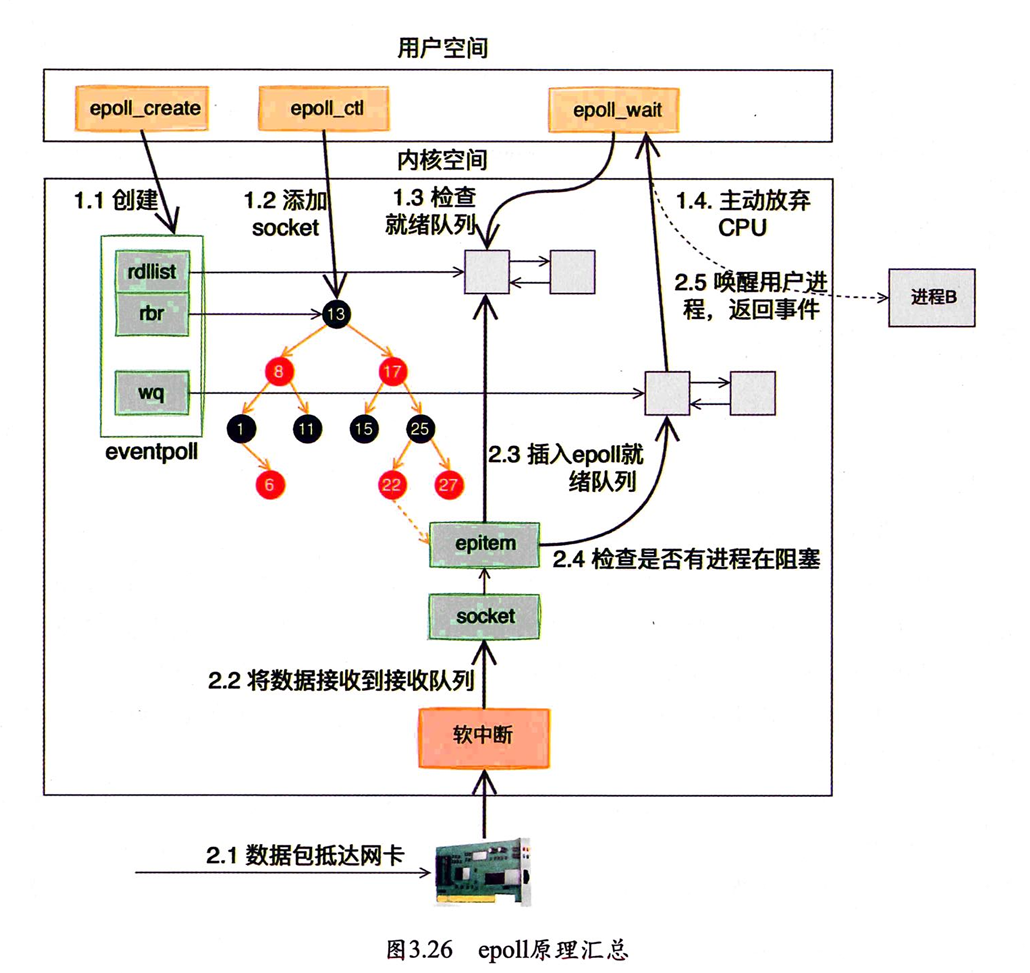 用户空间
epoll_create
epoll_ctl
epoll_wait
内核空间
1.1 创建
1.2 添加
socket
1.3 检查
就绪队列
1.4. 主动放弃
CPU
rdllist
rbr
wq
eventpoll
13
8
17
1
11
15
25
6
22
27
2.5 唤醒用户进
程，返回事件
进程B
2.3 插入epoll就
绪队列
epitem
2.4 检查是否有进程在阻塞
socket
2.2 将数据接收到接收队列
软中断
2.1 数据包抵达网卡
图3.26 epoll原理汇总